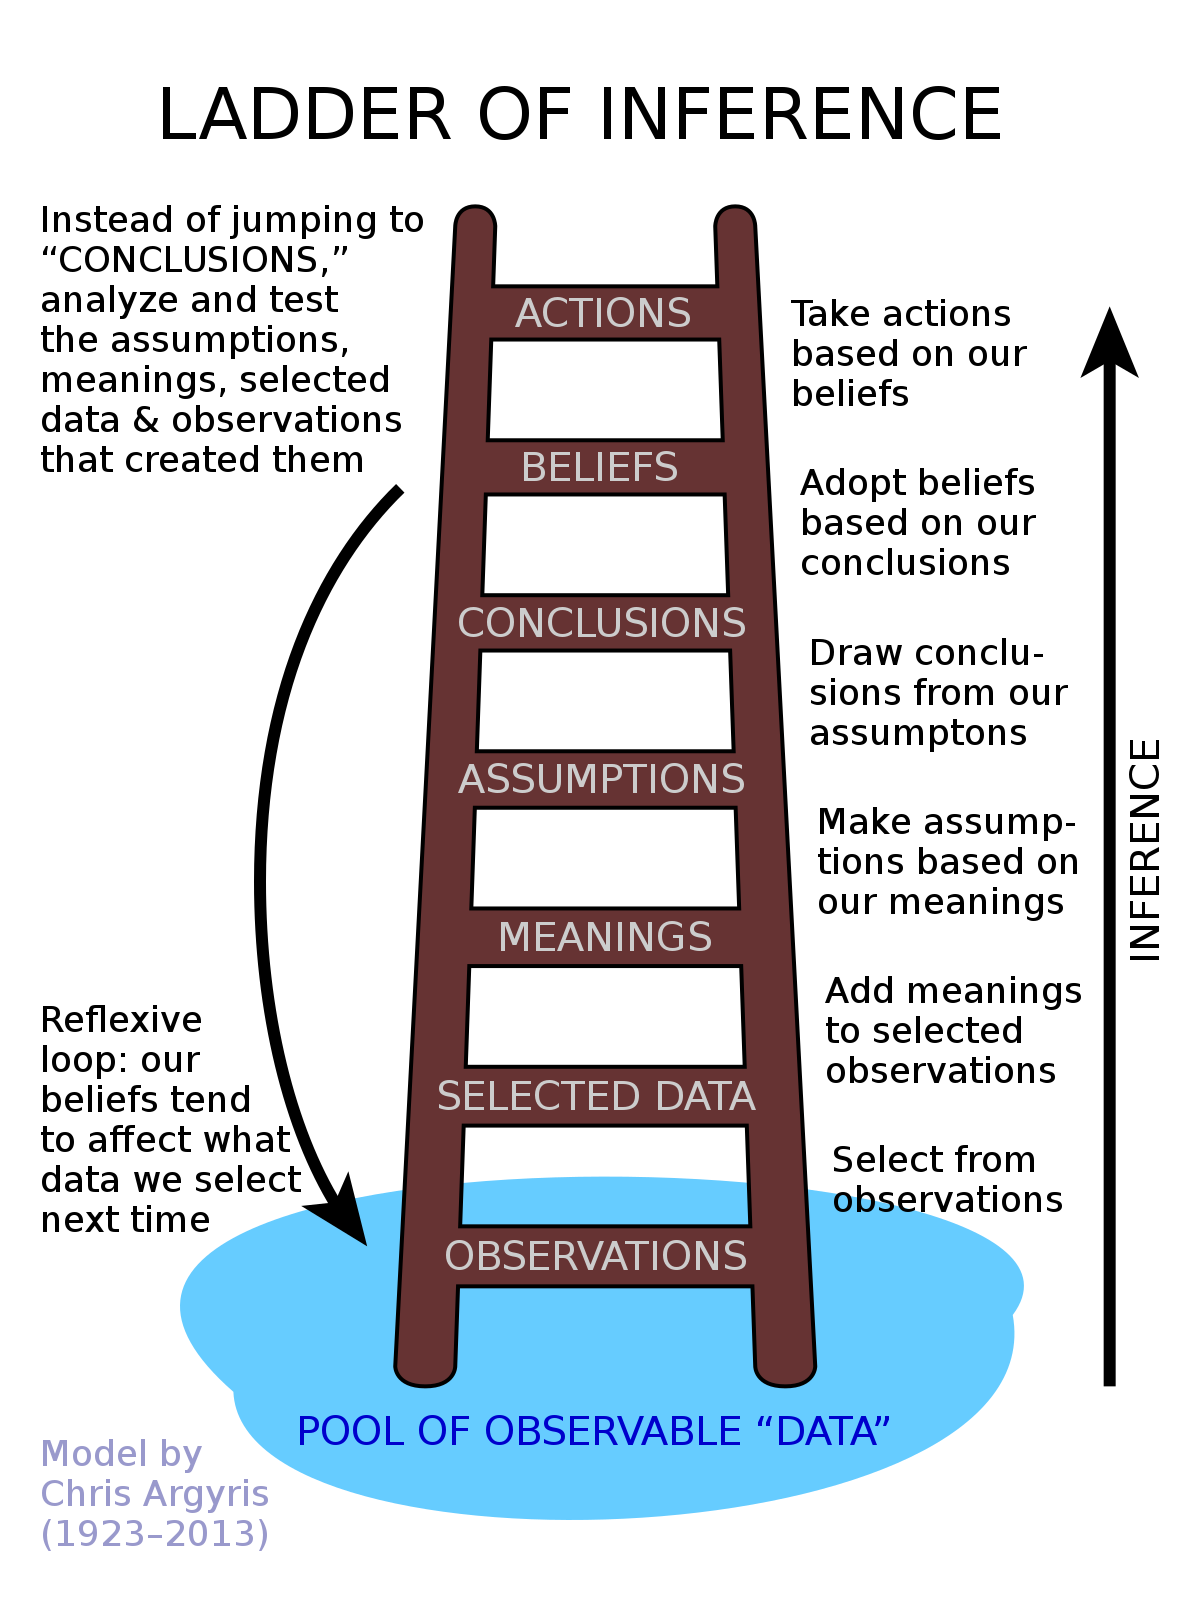 LADDER OF INFERENCE
Instead of jumping to
“CONCLUSIONS,”
analyze and test
the assumptions,
meanings, selected
data & observations
that created them
Reflexive
loop: our
beliefs tend
to affect what
data we select
next time
ACTIONS
BELIEFS
CONCLUSIONS
ASSUMPTIONS
MEANINGS
SELECTED DATA
OBSERVATIONS
Take actions
based on our
beliefs
Adopt beliefs
based on our
conclusions
Draw conclu-
sions from our
assumptons
Make assump-
tions based on
our meanings
Add meanings
to selected
observations
Select from
observations
INFERENCE
POOL OF OBSERVABLE “DATA”
Model by
Chris Argyris
(1923–2013)